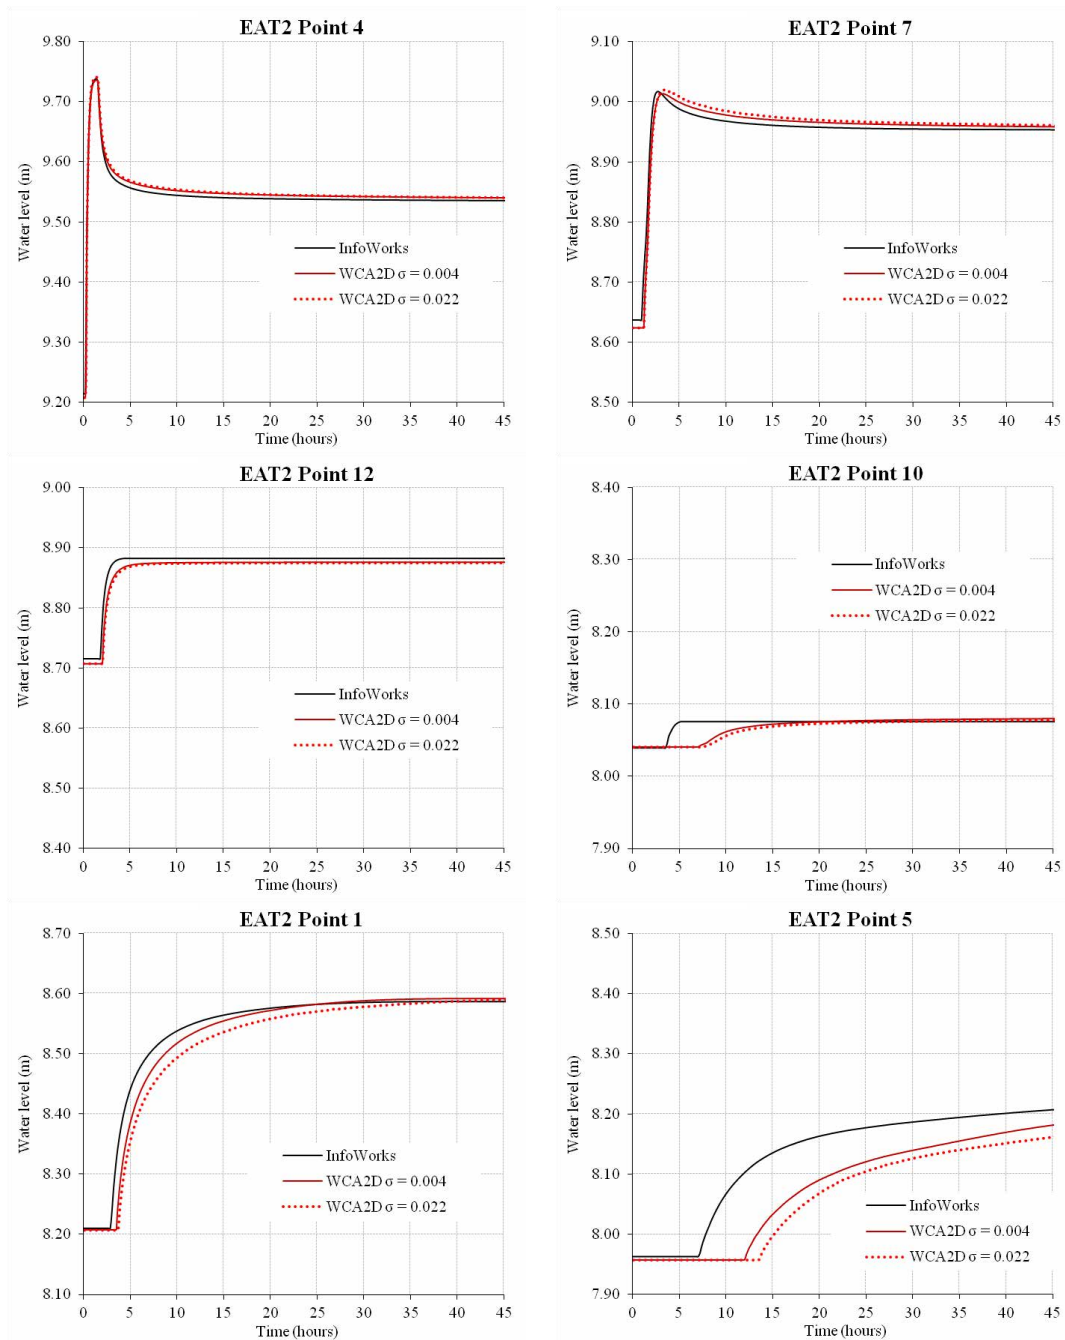 EAT2 Point 4
9.80
9.70
9.60
9.50
9.40
9.30
9.20
Water level (m)
InfoWorks
WCA2D σ = 0.004
WCA2D σ = 0.022
0 5 10 15 20 25 30 35 40 45
Time (hours)
EAT2 Point 7
9.10
9.00
8.90
8.80
8.70
8.60
8.50
Water level (m)
InfoWorks
WCA2D σ = 0.004
WCA2D σ = 0.022
0 5 10 15 20 25 30 35 40 45
Time (hours)
EAT2 Point 12
9.00
8.90
8.80
8.70
8.60
8.50
8.40
Water level (m)
InfoWorks
WCA2D σ = 0.004
WCA2D σ = 0.022
0 5 10 15 20 25 30 35 40 45
Time (hours)
EAT2 Point 10
8.40
8.30
8.20
8.10
8.00
7.90
Water level (m)
InfoWorks
WCA2D σ = 0.004
WCA2D σ = 0.022
0 5 10 15 20 25 30 35 40 45
Time (hours)
EAT2 Point 1
8.70
8.60
8.50
8.40
8.30
8.20
8.10
Water level (m)
InfoWorks
WCA2D σ = 0.004
WCA2D σ = 0.022
0 5 10 15 20 25 30 35 40 45
Time (hours)
EAT2 Point 5
8.50
8.40
8.30
8.20
8.10
8.00
7.90
Water level (m)
InfoWorks
WCA2D σ = 0.004
WCA2D σ = 0.022
0 5 10 15 20 25 30 35 40 45
Time (hours)